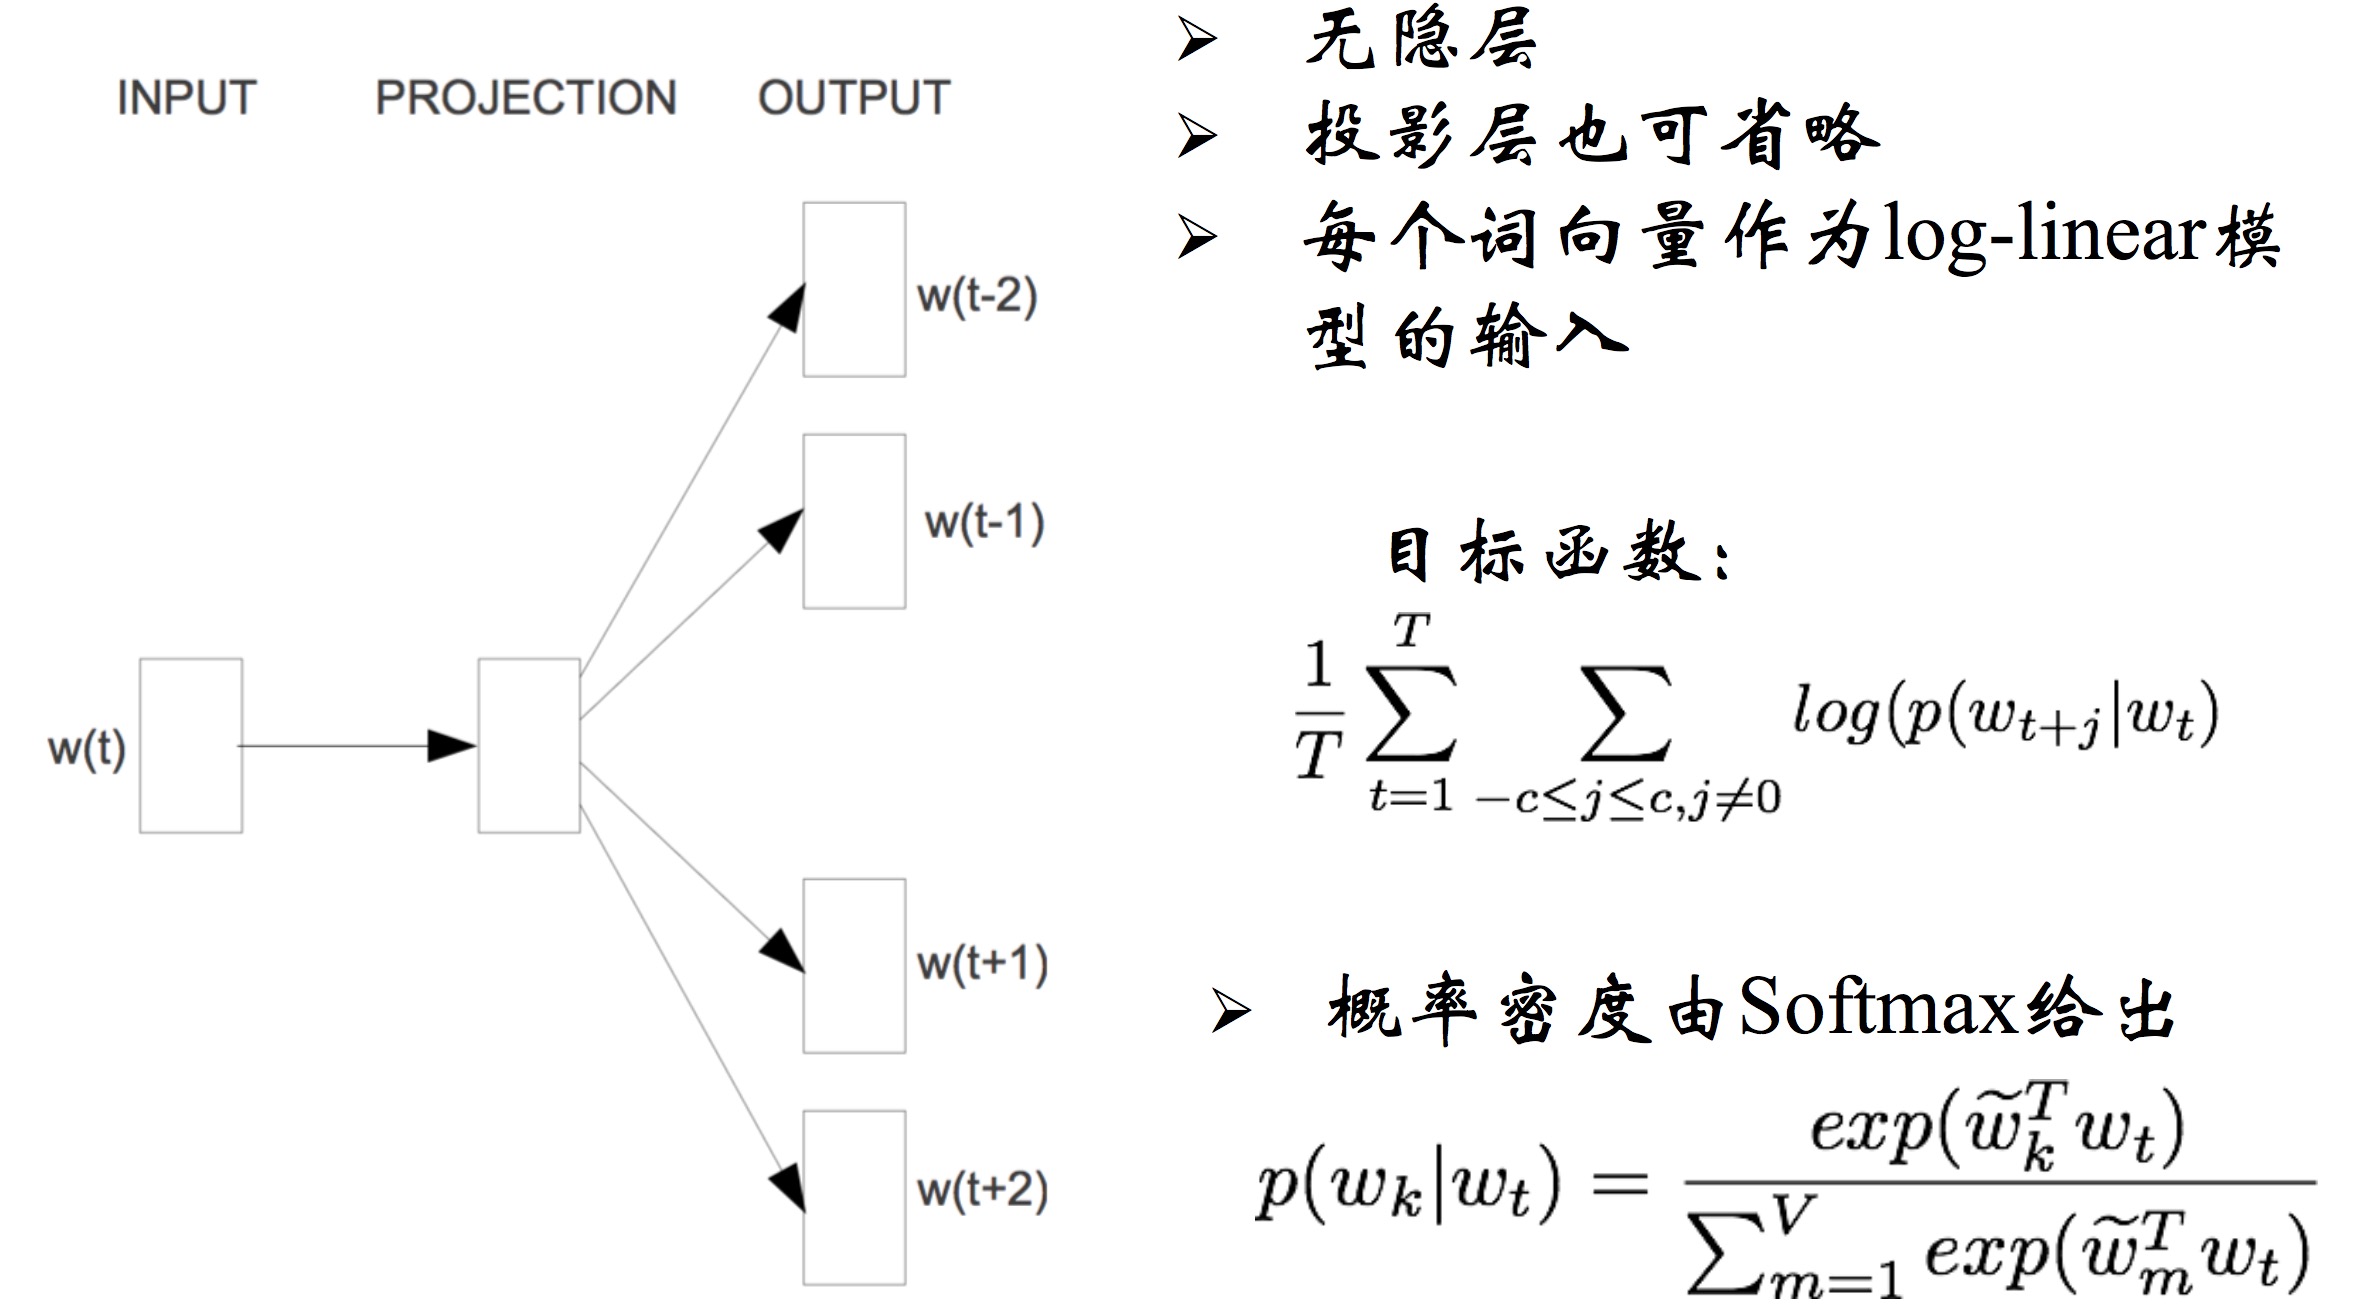 INPUT PROJECTION OUTPUT
w(t-2)
w(t-1)
w(t)
w(t+1)
w(t+2)
➢ 无隐层
➢ 投影层也可省略
➢ 每个词向量作为log-linear模
型的输入
目标函数:
\frac{1}{T}\sum_{t=1}^{T}\sum_{-c≤j≤c,j≠0} log(p(w_{t+j}|w_t)
➢ 概率密度由Softmax给出
p(w_k|w_t) = \frac{exp(\widetilde{w}_k^T w_t)}{\sum_{m=1}^{V} exp(\widetilde{w}_m^T w_t)}